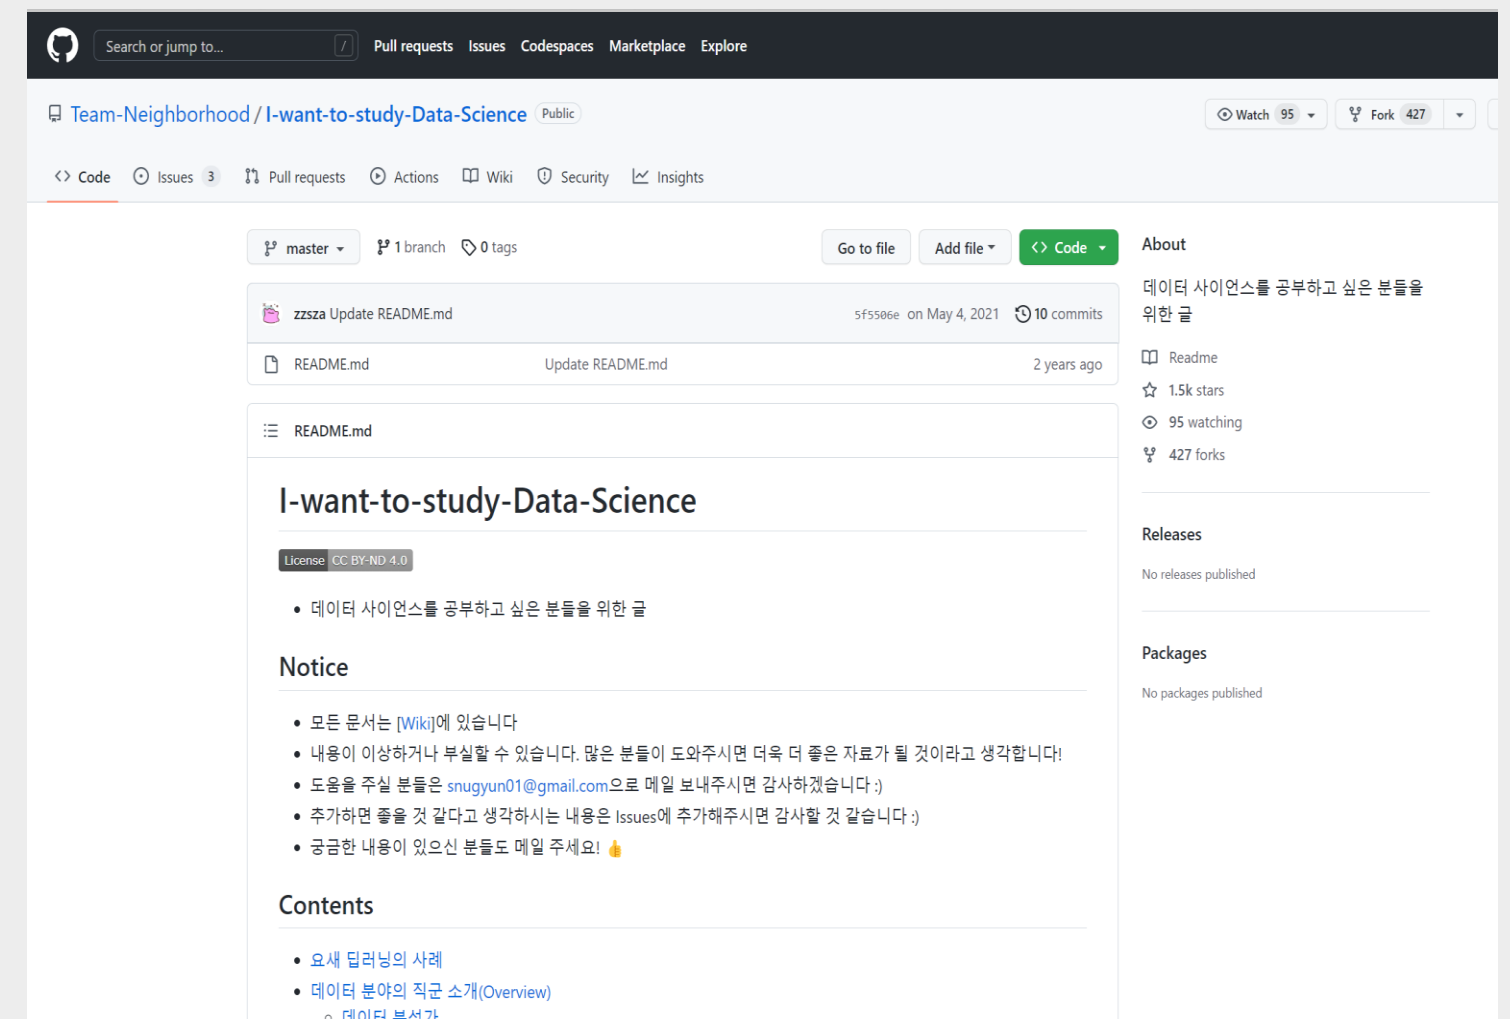 Search or jump to... /
Pull requests Issues Codespaces Marketplace Explore
Team-Neighborhood / I-want-to-study-Data-Science Public
Watch 95 Fork 427
Code Issues 3 Pull requests Actions Wiki Security Insights
master 1 branch 0 tags Go to file Add file Code
zzsza Update README.md 5f5506e on May 4, 2021 10 commits
README.md Update README.md 2 years ago
README.md
I-want-to-study-Data-Science
License CC BY-ND 4.0
• 데이터 사이언스를 공부하고 싶은 분들을 위한 글
Notice
• 모든 문서는 [Wiki]에 있습니다
• 내용이 이상하거나 부실할 수 있습니다. 많은 분들이 도와주시면 더욱 더 좋은 자료가 될 것이라고 생각합니다!
• 도움을 주실 분들은 snugyun01@gmail.com으로 메일 보내주시면 감사하겠습니다 :)
• 추가하면 좋을 것 같다고 생각하시는 내용은 Issues에 추가해주시면 감사할 것 같습니다 :)
• 궁금한 내용이 있으신 분들도 메일 주세요! 👍
Contents
• 요새 딥러닝의 사례
• 데이터 분야의 직군 소개(Overview)
○ 데이터 분석가
About
데이터 사이언스를 공부하고 싶은 분들을
위한 글
Readme
1.5k stars
95 watching
427 forks
Releases
No releases published
Packages
No packages published